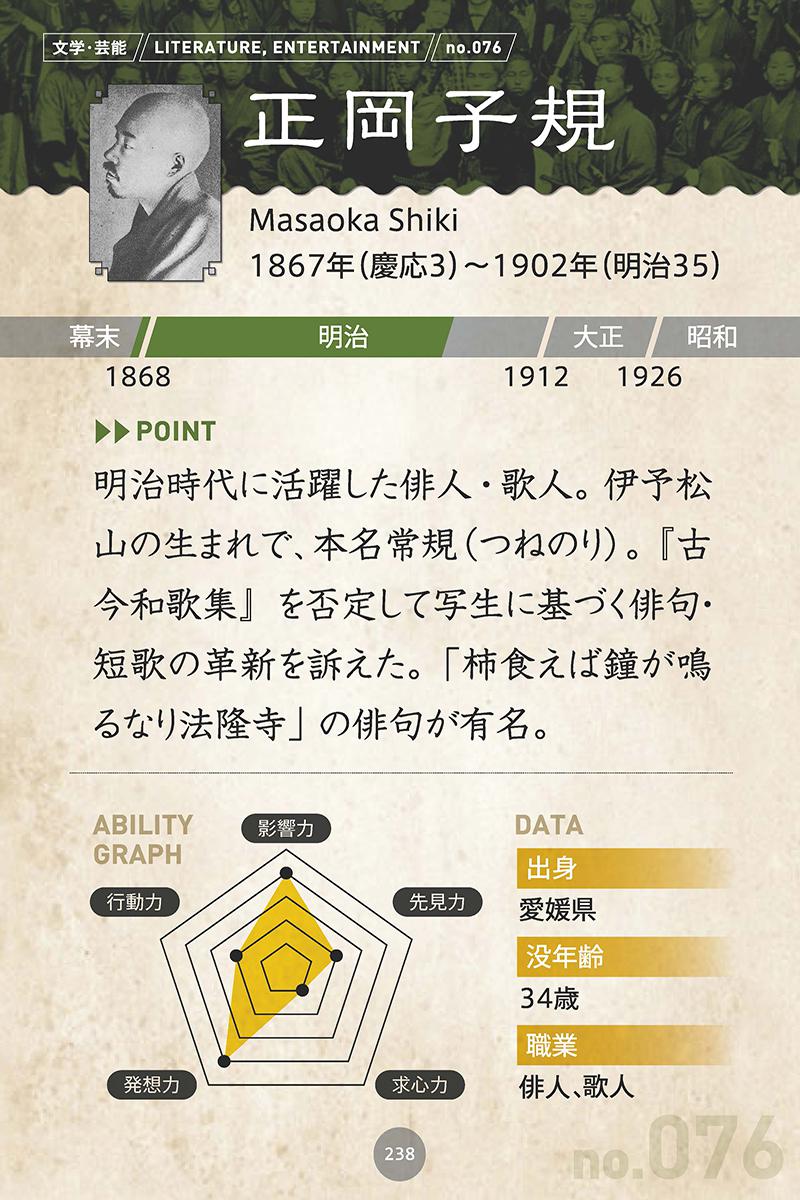 文学・芸能 LITERATURE, ENTERTAINMENT no.076
正岡子規
Masaoka Shiki
1867年(慶応3)〜1902年(明治35)
幕末 明治 大正 昭和
1868 1912 1926
POINT
明治時代に活躍した俳人・歌人。伊予松
山の生まれで、本名常規(つねのり)。『古
今和歌集』を否定して写生に基づく俳句・
短歌の革新を訴えた。「柿食えば鐘が鳴
るなり法隆寺」の俳句が有名。
ABILITY
GRAPH
影響力
行動力 先見力
発想力 求心力
DATA
出身
愛媛県
没年齢
34歳
職業
俳人、歌人
238
no.076